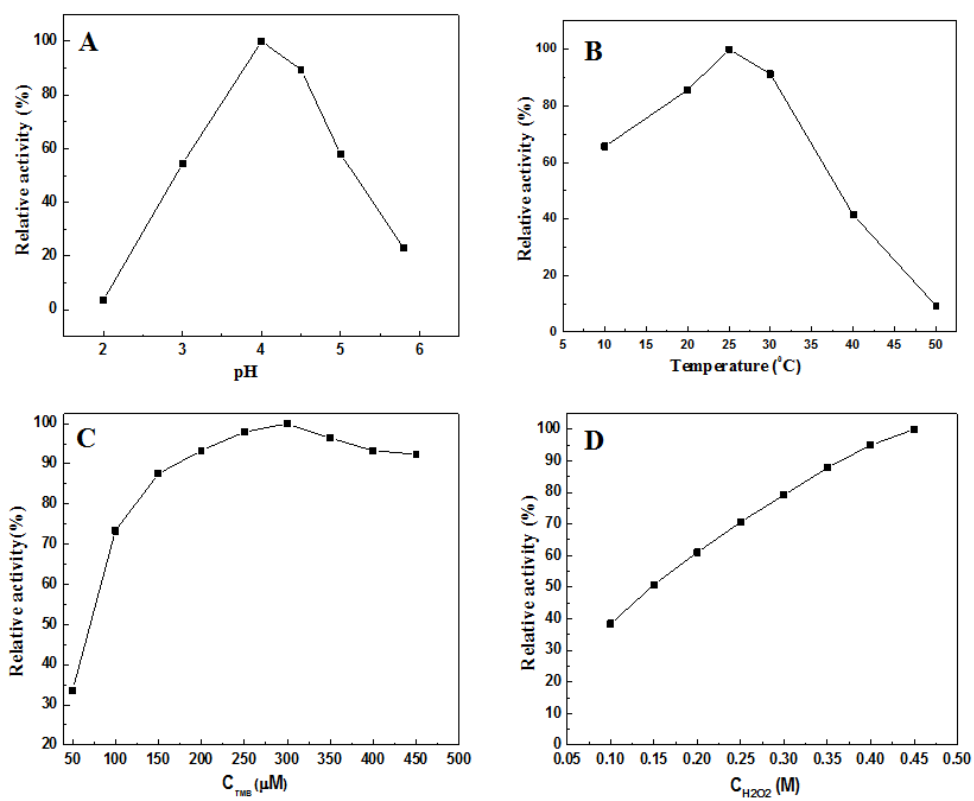 A
Relative activity (%)
100
80
60
40
20
0
2 3 4 5 6
pH
B
Relative activity (%)
100
80
60
40
20
0
5 10 15 20 25 30 35 40 45 50
Temperature (⁰C)
C
Relative activity(%)
100
90
80
70
60
50
40
30
20
50 100 150 200 250 300 350 400 450 500
C TMB (μM)
D
Relative activity (%)
100
90
80
70
60
50
40
30
20
10
0
0.05 0.10 0.15 0.20 0.25 0.30 0.35 0.40 0.45 0.50
C H2O2 (M)